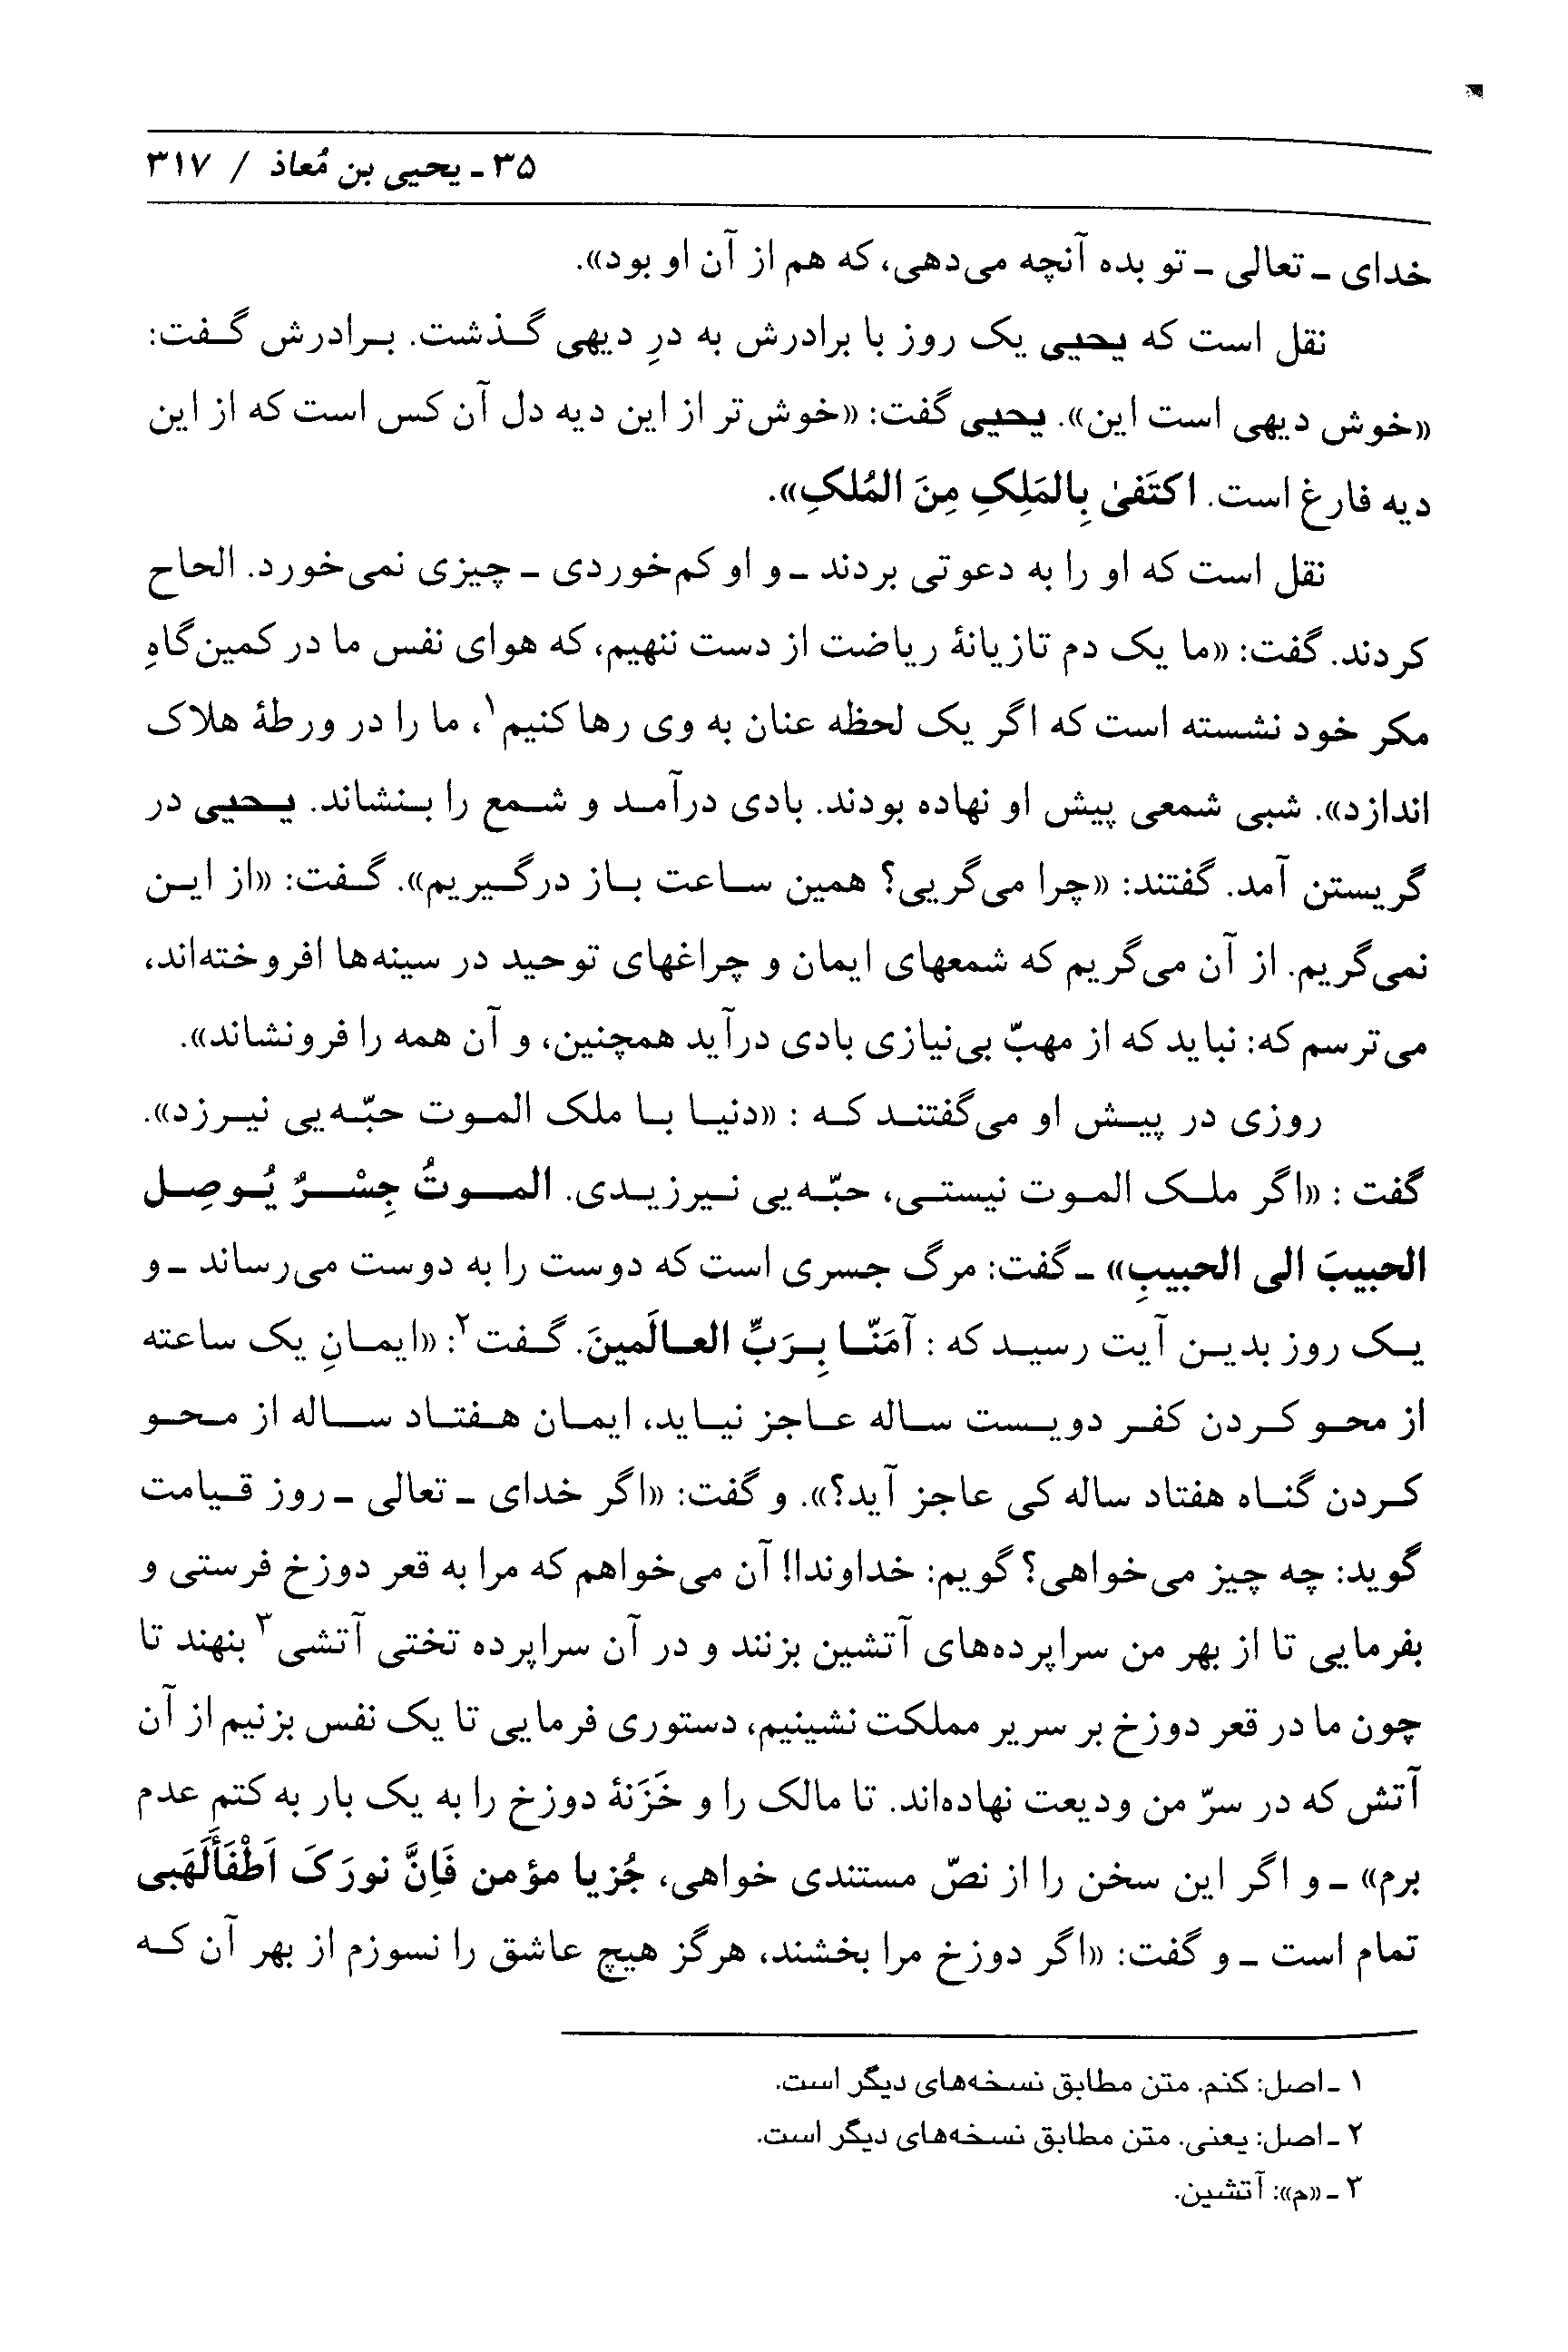 ۳۵ ـ یحیی بن مُعاذ / ۳۱۷
خدای ـ تعالی ـ تو بده آنچه می‌دهی، که هم از آن او بود».
نقل است که یحیی یک روز با برادرش به درِ دیهی گذشت. برادرش گفت:
«خوش دیهی است این». یحیی گفت: «خوش‌تر از این دیه دل آن کس است که از این
دیه فارغ است. اکتَفیٰ بِالمَلِکِ مِنَ المُلکِ».
نقل است که او را به دعوتی بردند ـ و او کم‌خوردی ـ چیزی نمی‌خورد. الحاح
کردند. گفت: «ما یک دم تازیانهٔ ریاضت از دست ننهیم، که هوای نفس ما در کمین‌گاهِ
مکر خود نشسته است که اگر یک لحظه عنان به وی رها کنیم۱، ما را در ورطهٔ هلاک
اندازد». شبی شمعی پیش او نهاده بودند. بادی درآمد و شمع را بنشاند. یحیی در
گریستن آمد. گفتند: «چرا می‌گریی؟ همین ساعت باز درگیریم». گفت: «از این
نمی‌گریم. از آن می‌گریم که شمعهای ایمان و چراغهای توحید در سینه‌ها افروخته‌اند،
می‌ترسم که: نباید که از مهبّ بی‌نیازی بادی درآید همچنین، و آن همه را فرونشاند».
روزی در پیش او می‌گفتند که : «دنیا با ملک الموت حبّه‌یی نیرزد».
گفت : «اگر ملک الموت نیستی، حبّه‌یی نیرزیدی. الموتُ جِسْرٌ یُوصِل
الحبیبَ الی الحبیبِ» ـ گفت: مرگ جسری است که دوست را به دوست می‌رساند ـ و
یک روز بدین آیت رسید که : آمَنّا بِرَبِّ العالَمینَ. گفت۲: «ایمانِ یک ساعته
از محو کردن کفر دویست ساله عاجز نیاید، ایمان هفتاد ساله از محو
کردن گناه هفتاد ساله کی عاجز آید؟». و گفت: «اگر خدای ـ تعالی ـ روز قیامت
گوید: چه چیز می‌خواهی؟ گویم: خداوندا! آن می‌خواهم که مرا به قعر دوزخ فرستی و
بفرمایی تا از بهر من سراپرده‌های آتشین بزنند و در آن سراپرده تختی آتشی۳ بنهند تا
چون ما در قعر دوزخ بر سریر مملکت نشینیم، دستوری فرمایی تا یک نفس بزنیم از آن
آتش که در سرّ من ودیعت نهاده‌اند. تا مالک را و خَزَنهٔ دوزخ را به یک بار به کتم عدم
برم» ـ و اگر این سخن را از نصّ مستندی خواهی، جُزیا مؤمن فَاِنَّ نورَکَ اَطْفَأَلَهَبی
تمام است ـ و گفت: «اگر دوزخ مرا بخشند، هرگز هیچ عاشق را نسوزم از بهر آن که
۱ ـ اصل: کنم. متن مطابق نسخه‌های دیگر است.
۲ ـ اصل: یعنی. متن مطابق نسخه‌های دیگر است.
۳ ـ «م»: آتشین.